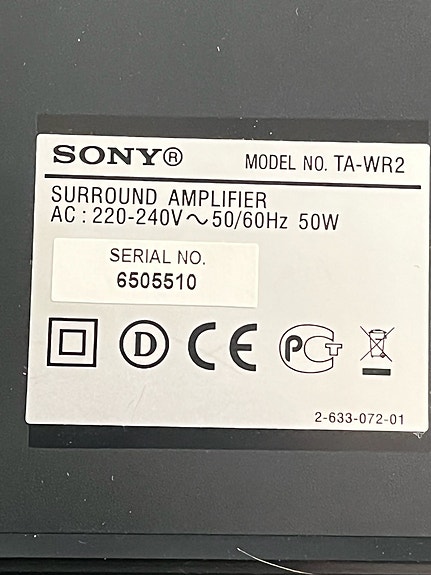 SONY® MODEL NO. TA-WR2
SURROUND AMPLIFIER
AC : 220-240V ~ 50/60Hz 50W
SERIAL NO.
6505510
D CE PCT
2-633-072-01